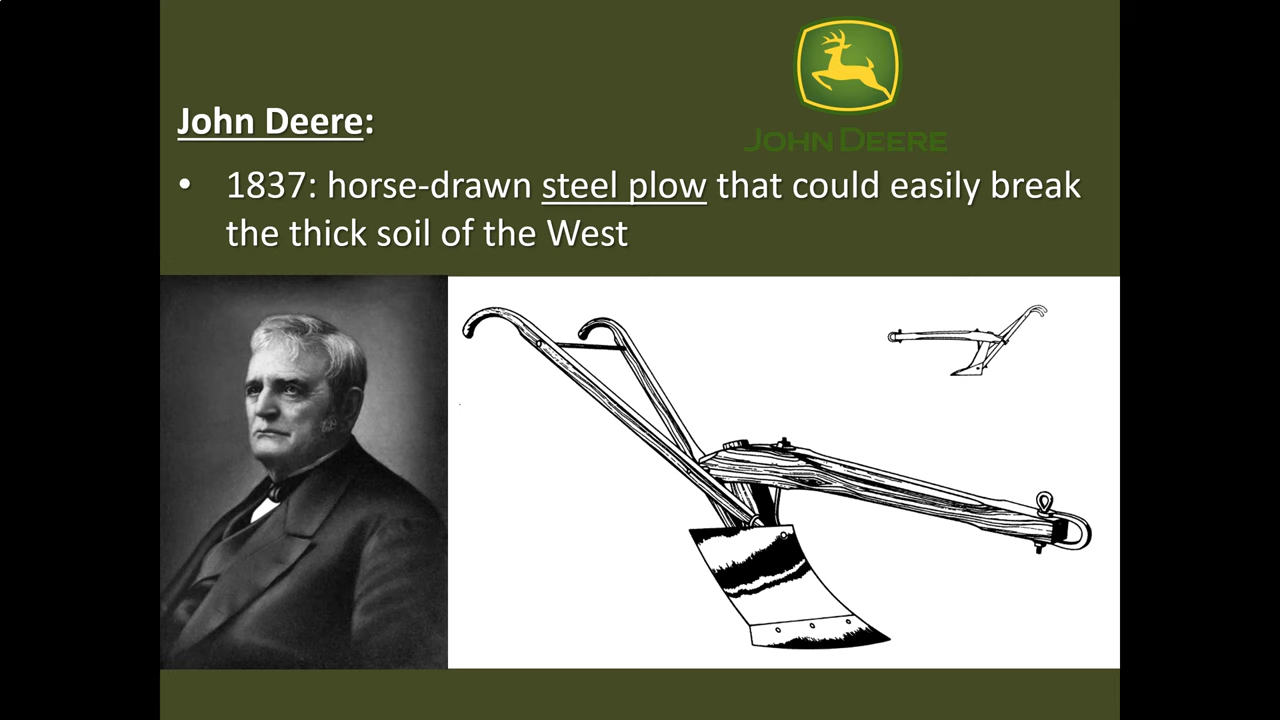 JOHN DEERE
John Deere:
• 1837: horse-drawn steel plow that could easily break
the thick soil of the West